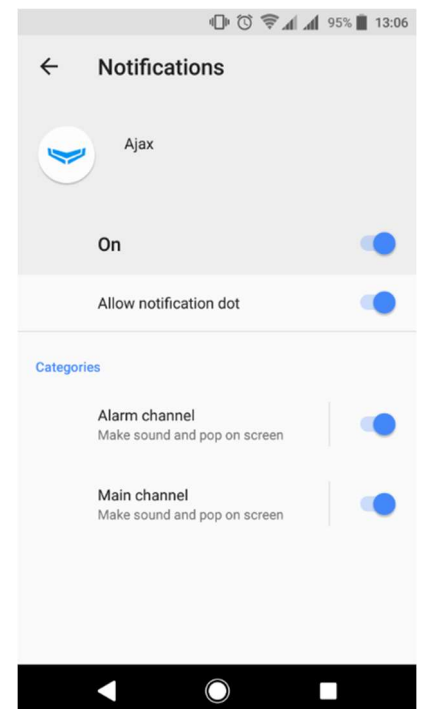 95% 13:06
Notifications
Ajax
On
Allow notification dot
Categories
Alarm channel
Make sound and pop on screen
Main channel
Make sound and pop on screen